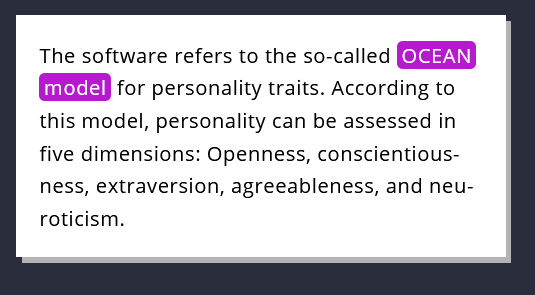 The software refers to the so-called OCEAN
model for personality traits. According to
this model, personality can be assessed in
five dimensions: Openness, conscientious-
ness, extraversion, agreeableness, and neu-
roticism.